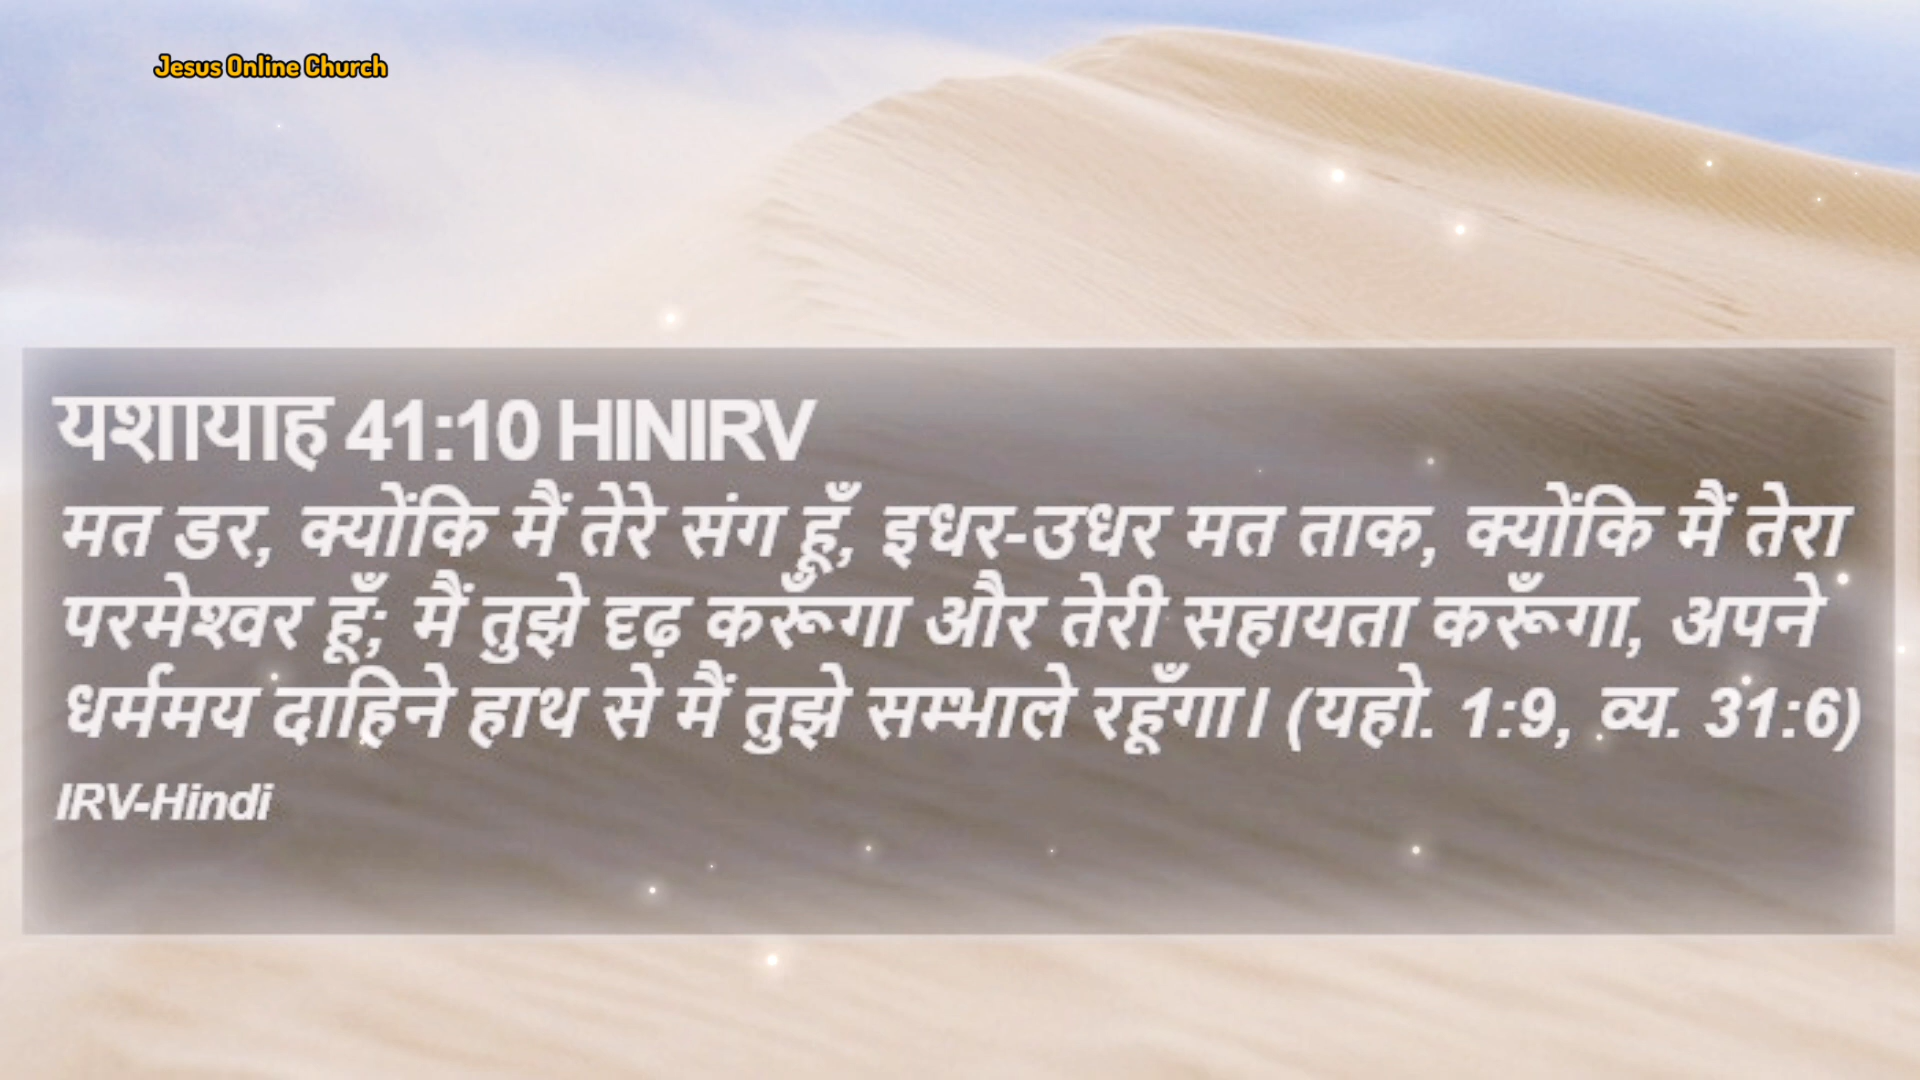 Jesus Online Church
यशायाह 41:10 HINIRV
मत डर, क्योंकि मैं तेरे संग हूँ, इधर-उधर मत ताक, क्योंकि मैं तेरा
परमेश्वर हूँ; मैं तुझे दृढ़ करूँगा और तेरी सहायता करूँगा, अपने
धर्ममय दाहिने हाथ से मैं तुझे सम्भाले रहूँगा। (यहो. 1:9, व्य. 31:6)
IRV-Hindi